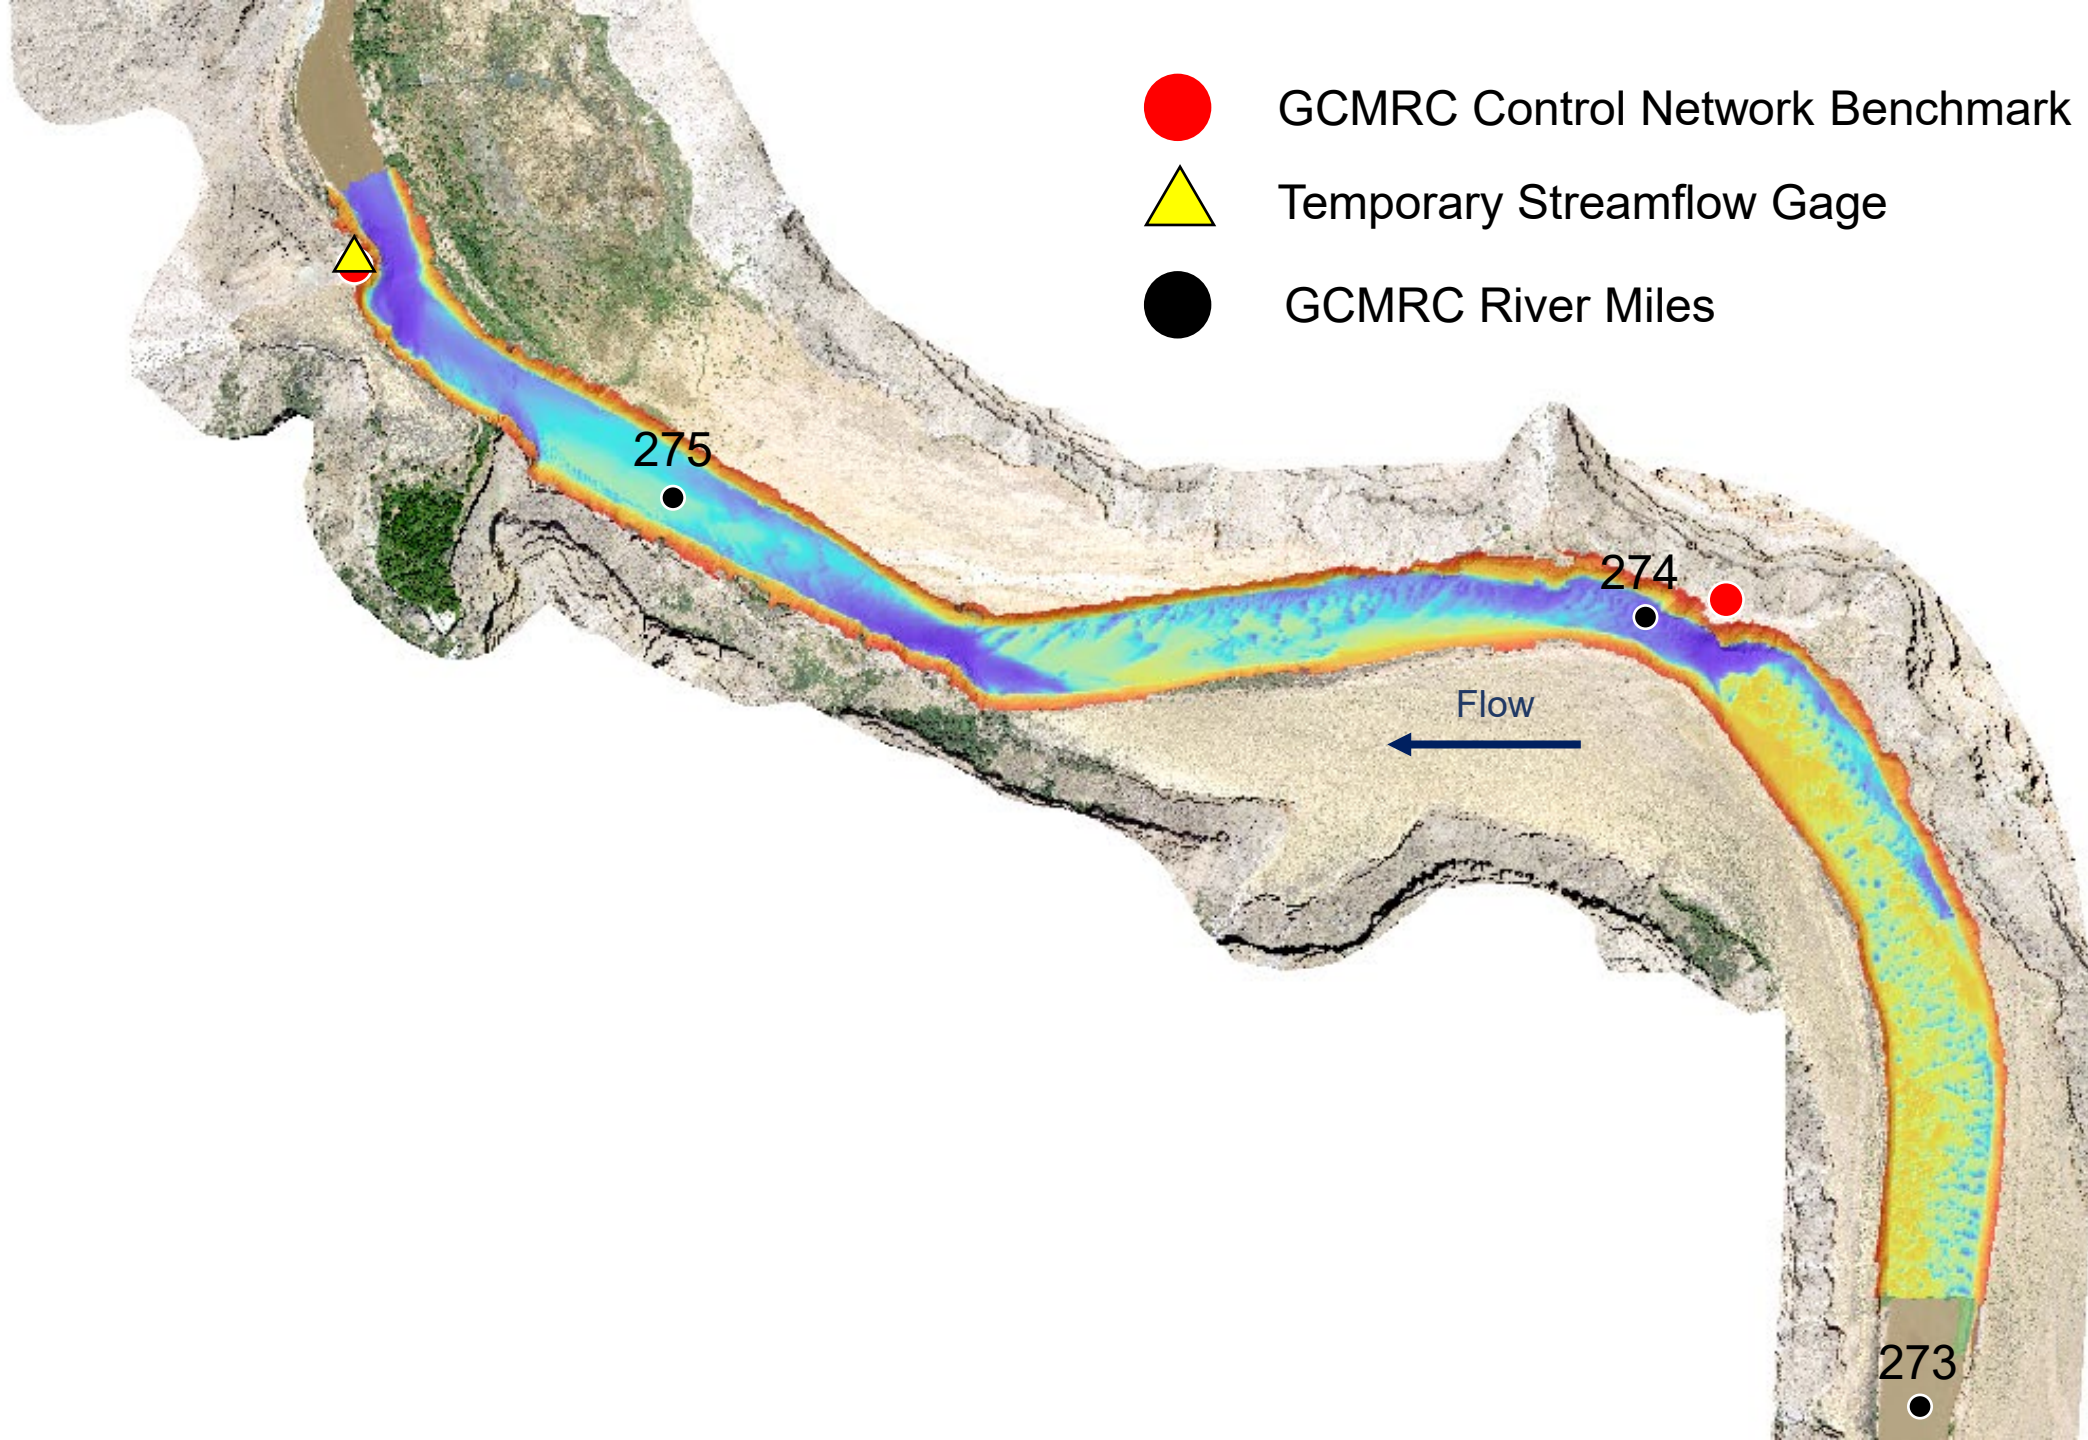 GCMRC Control Network Benchmark
Temporary Streamflow Gage
GCMRC River Miles
275
274
Flow
273